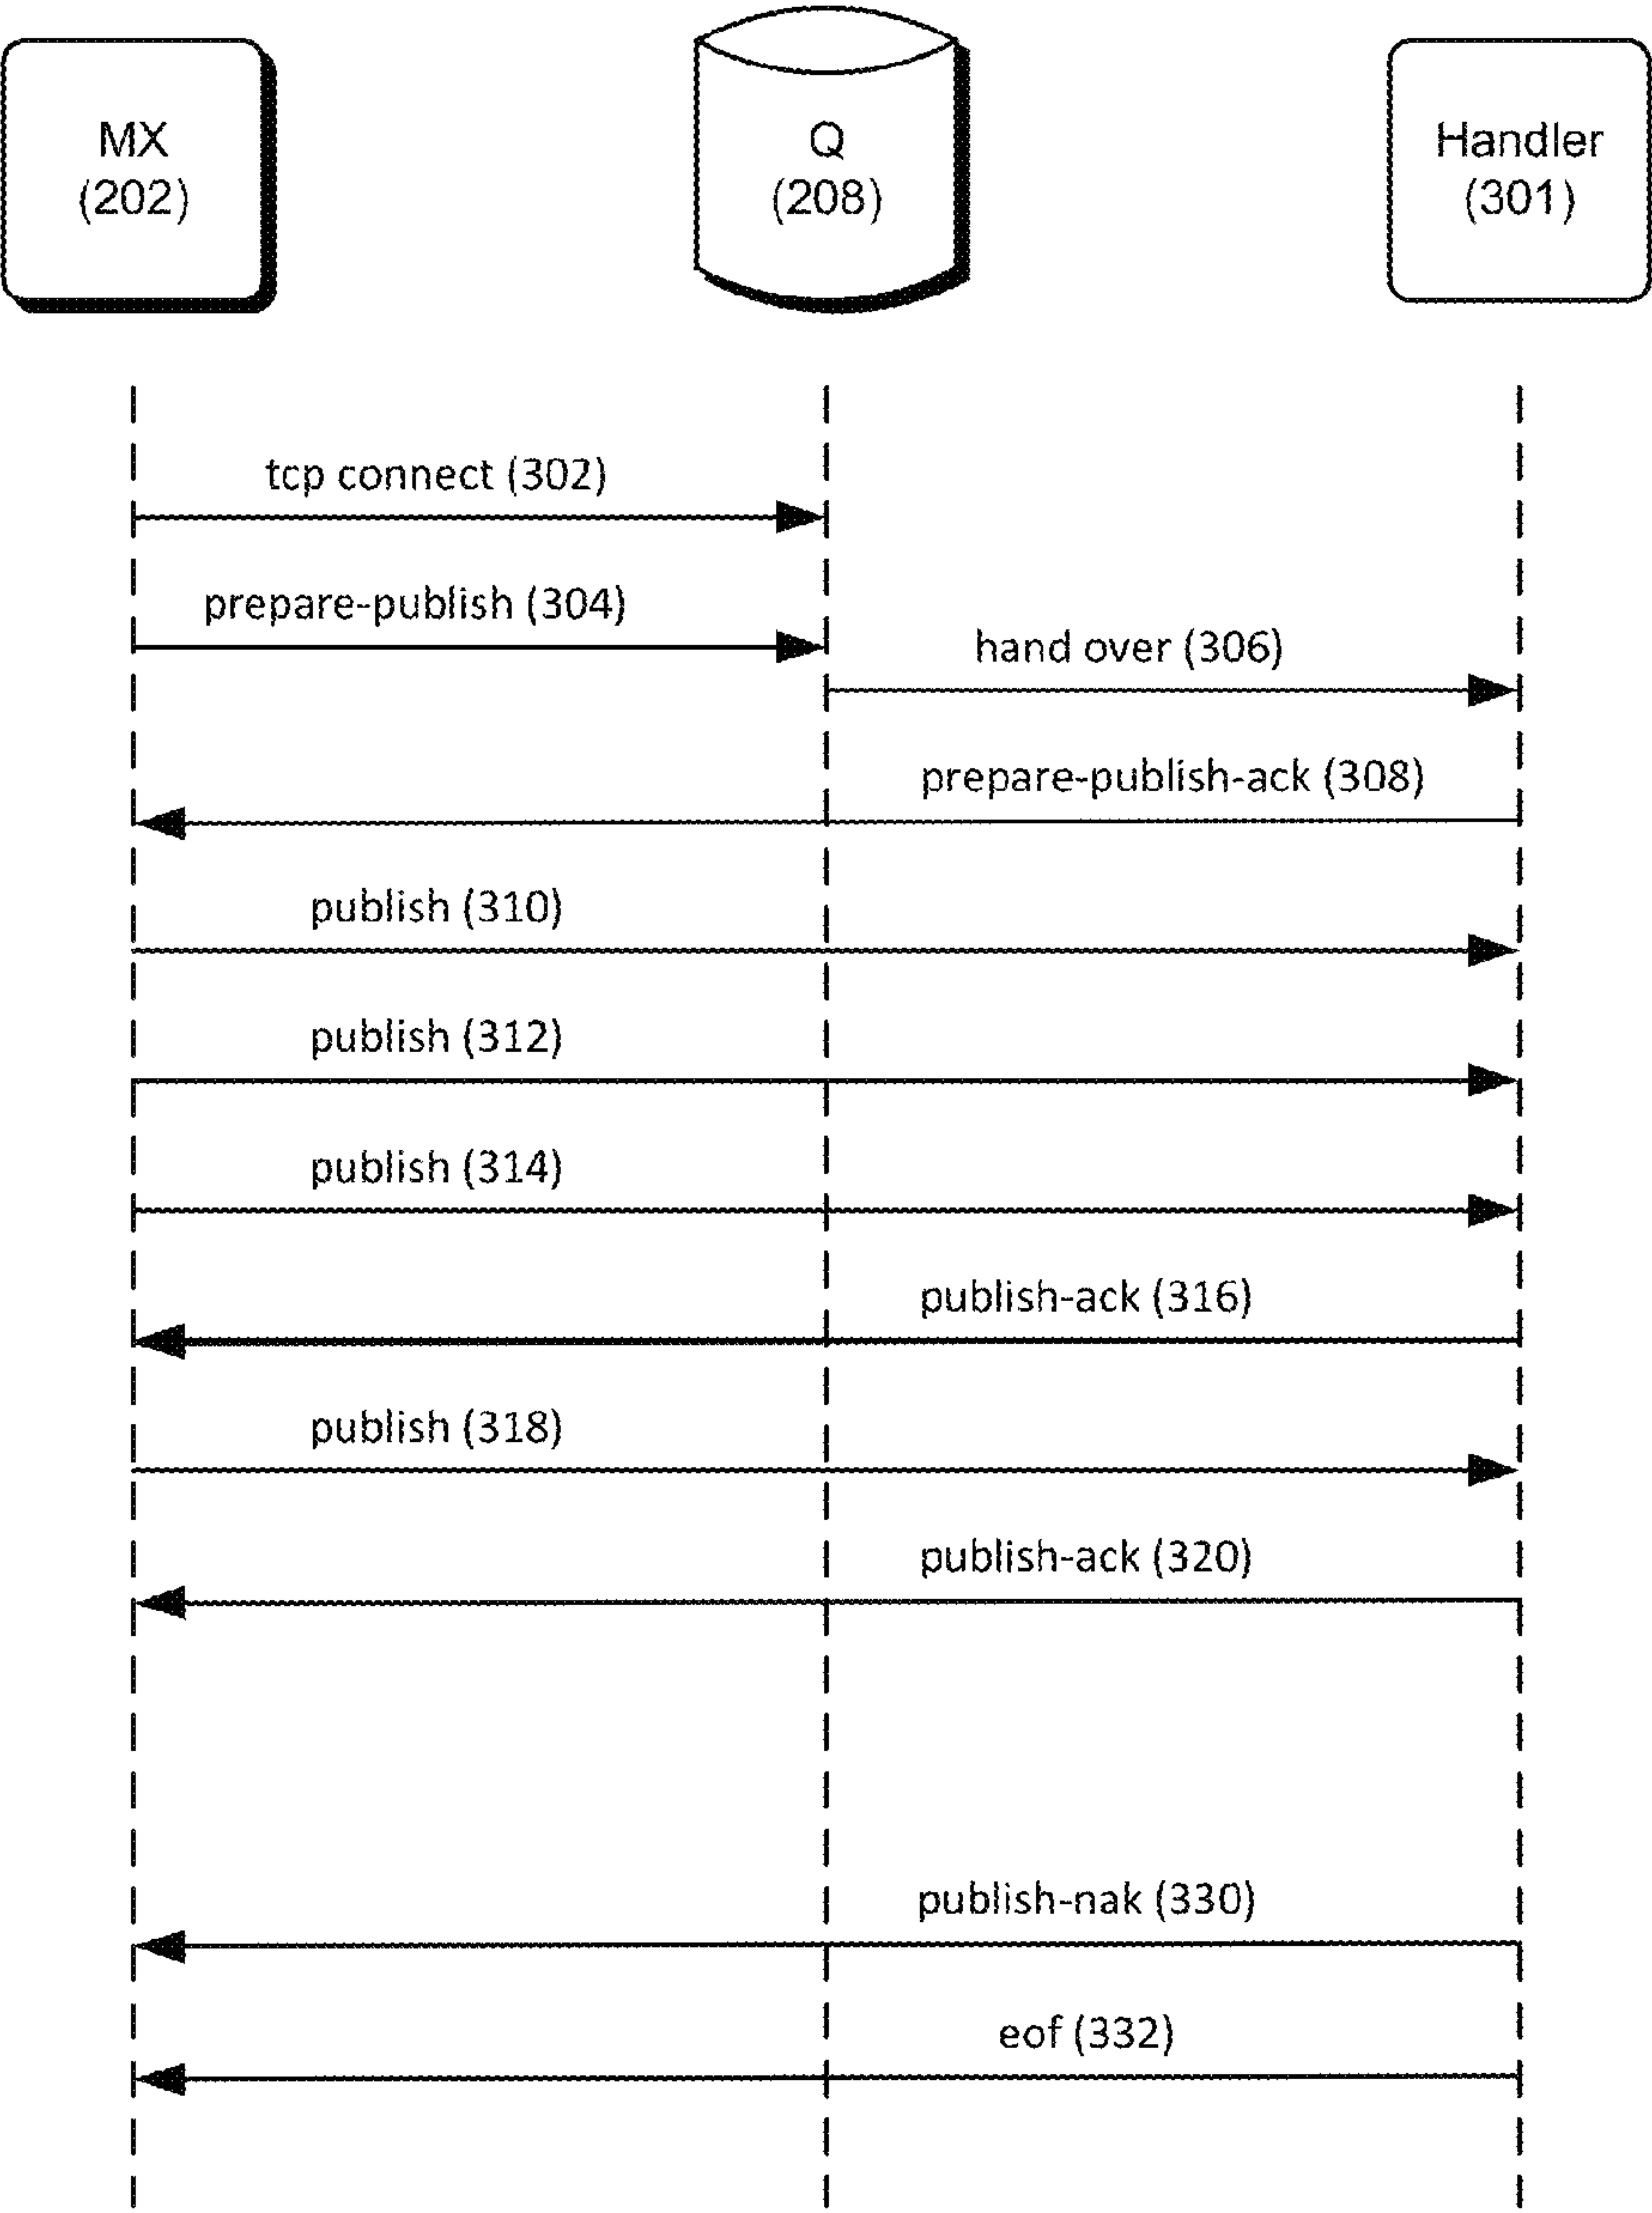 MX
(202)
Q
(208)
Handler
(301)
tcp connect (302)
prepare-publish (304)
hand over (306)
prepare-publish-ack (308)
publish (310)
publish (312)
publish (314)
publish-ack (316)
publish (318)
publish-ack (320)
publish-nak (330)
eof (332)